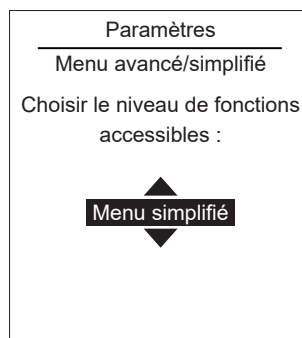 Paramètres
Menu avancé/simplifié
Choisir le niveau de fonctions
accessibles :
Menu simplifié